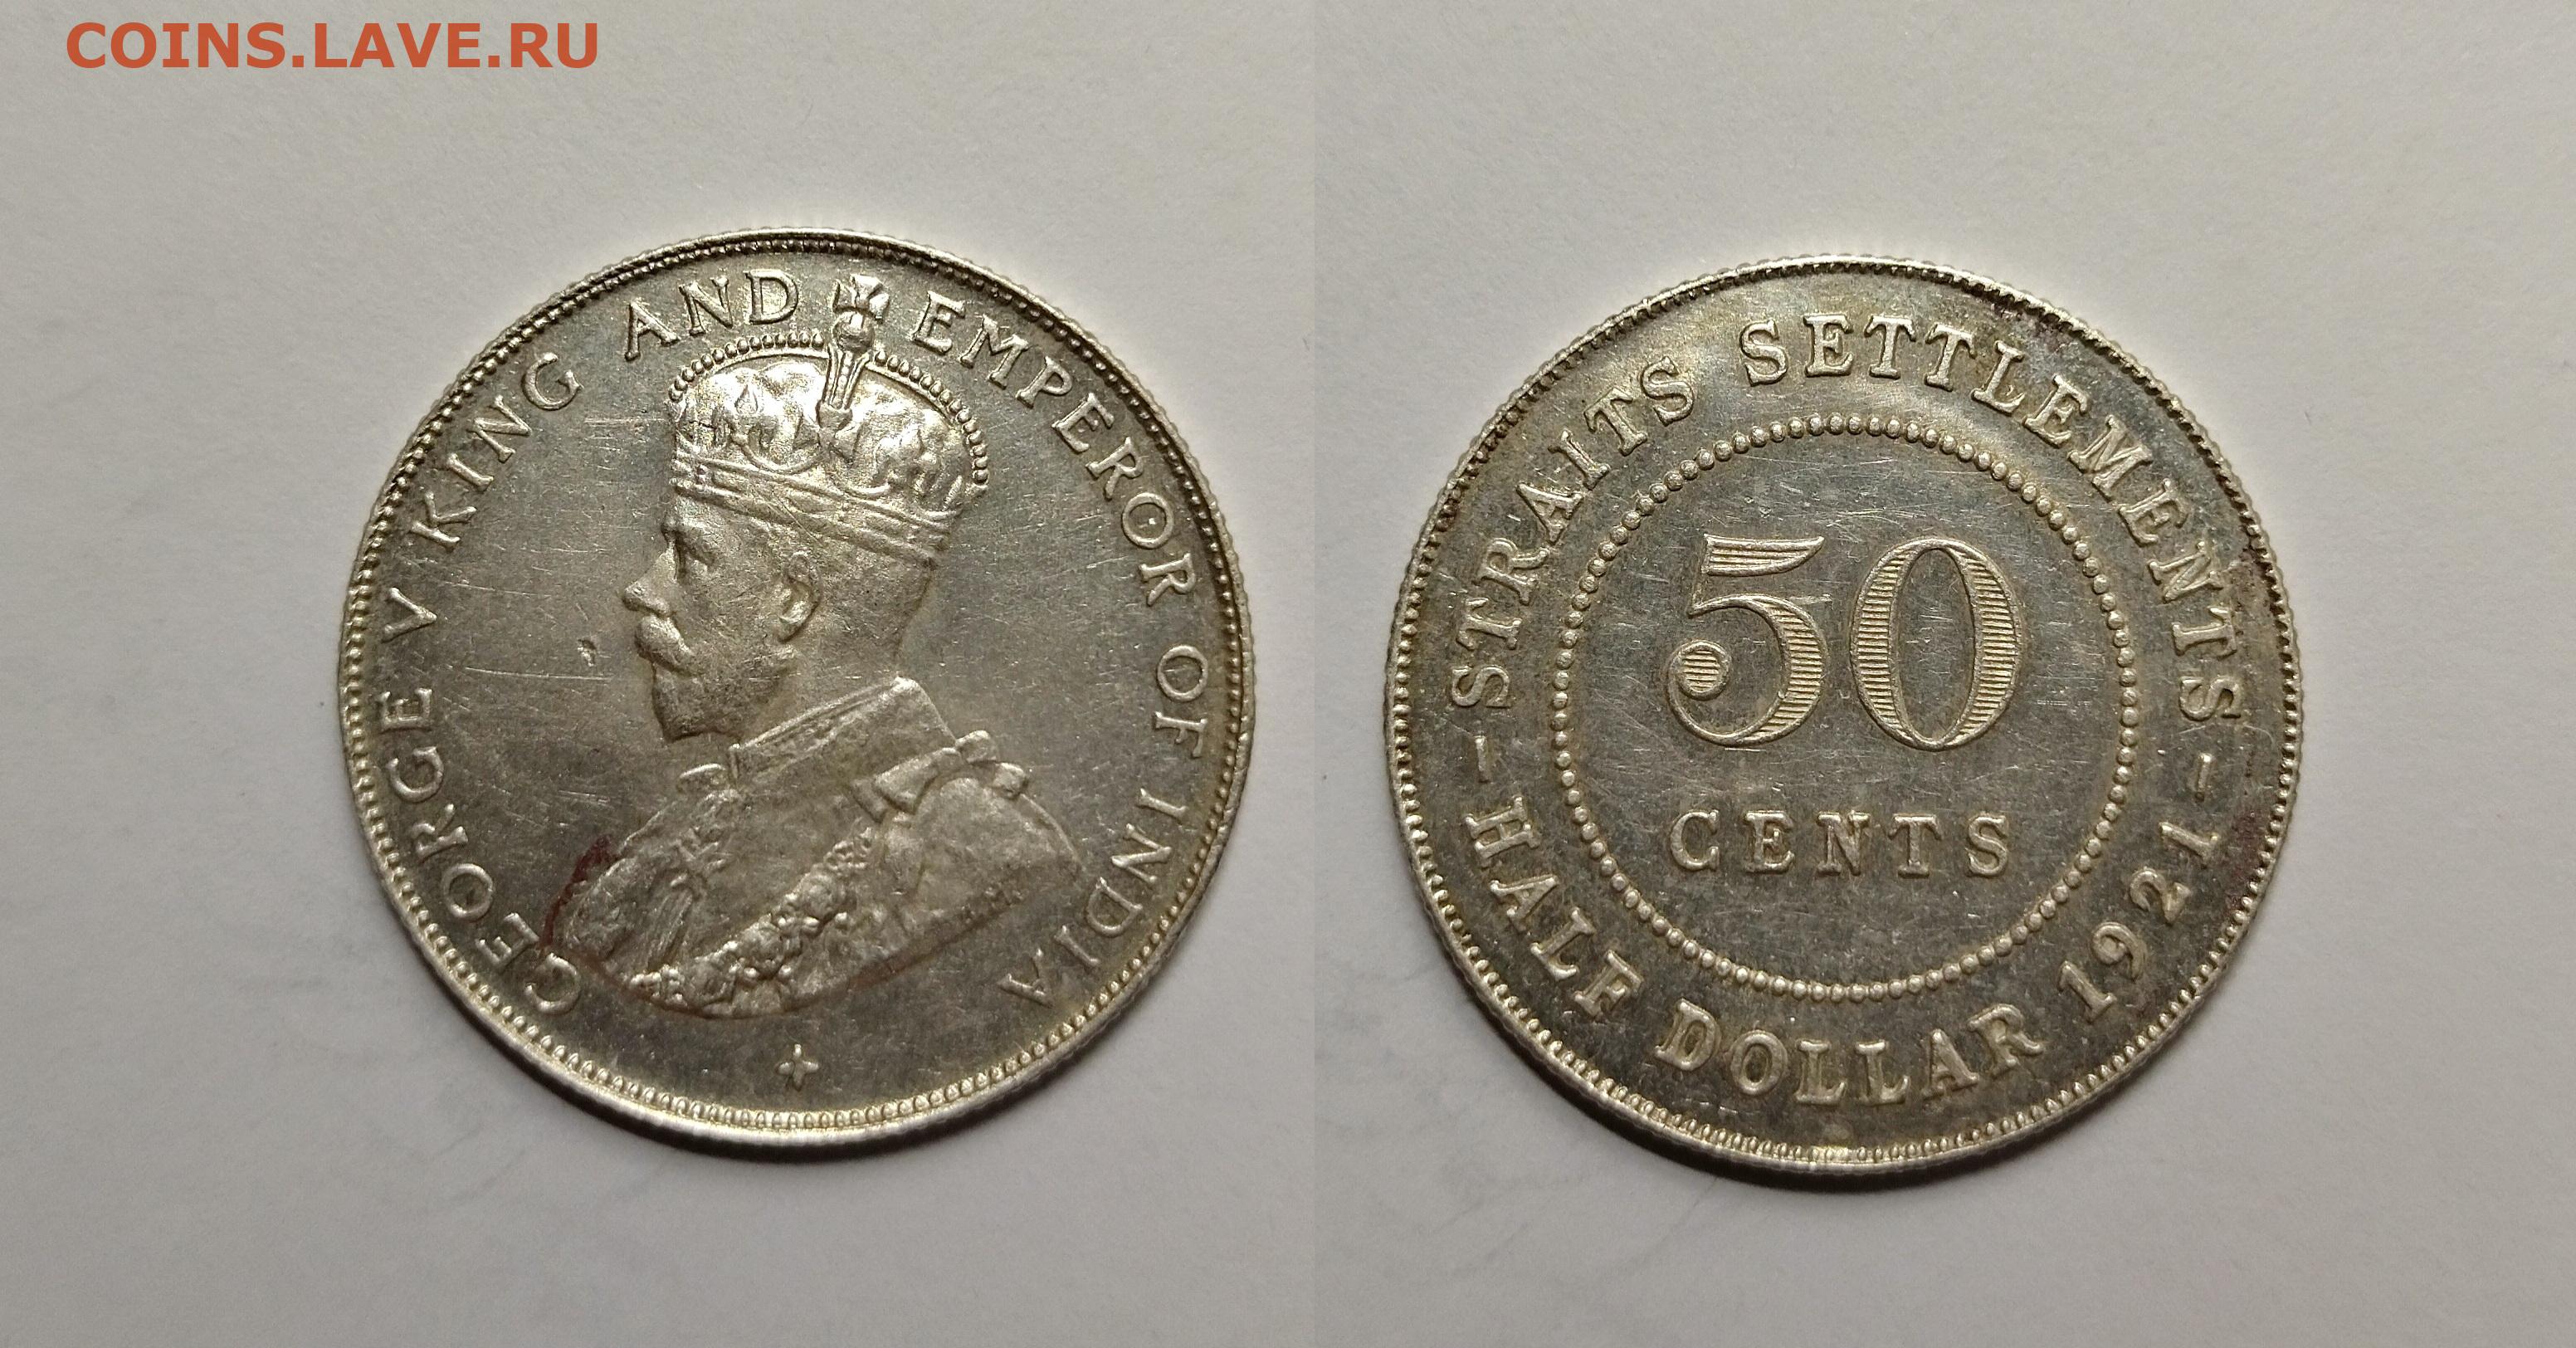 COINS.LAVE.RU
GEORGE V KING AND EMPEROR OF INDIA
STRAITS SETTLEMENTS
50
CENTS
HALF DOLLAR 1921